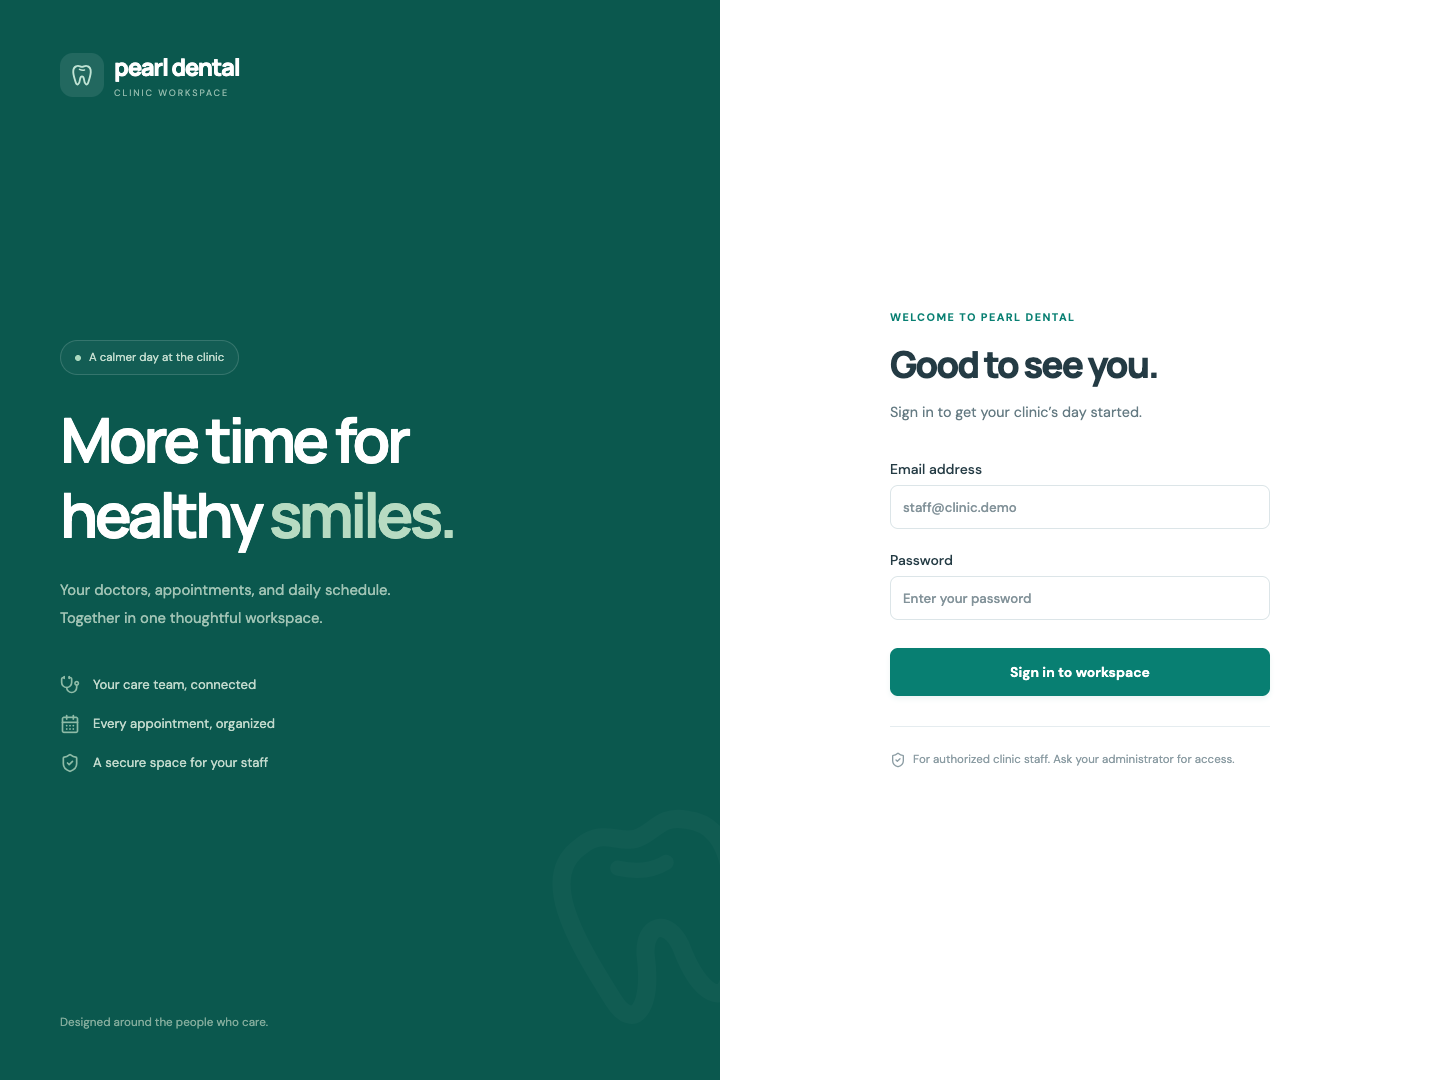 pearl dental
CLINIC WORKSPACE
A calmer day at the clinic
More time for
healthy smiles.
Your doctors, appointments, and daily schedule.
Together in one thoughtful workspace.
Your care team, connected
Every appointment, organized
A secure space for your staff
Designed around the people who care.
WELCOME TO PEARL DENTAL
Good to see you.
Sign in to get your clinic’s day started.
Email address
staff@clinic.demo
Password
Enter your password
Sign in to workspace
For authorized clinic staff. Ask your administrator for access.